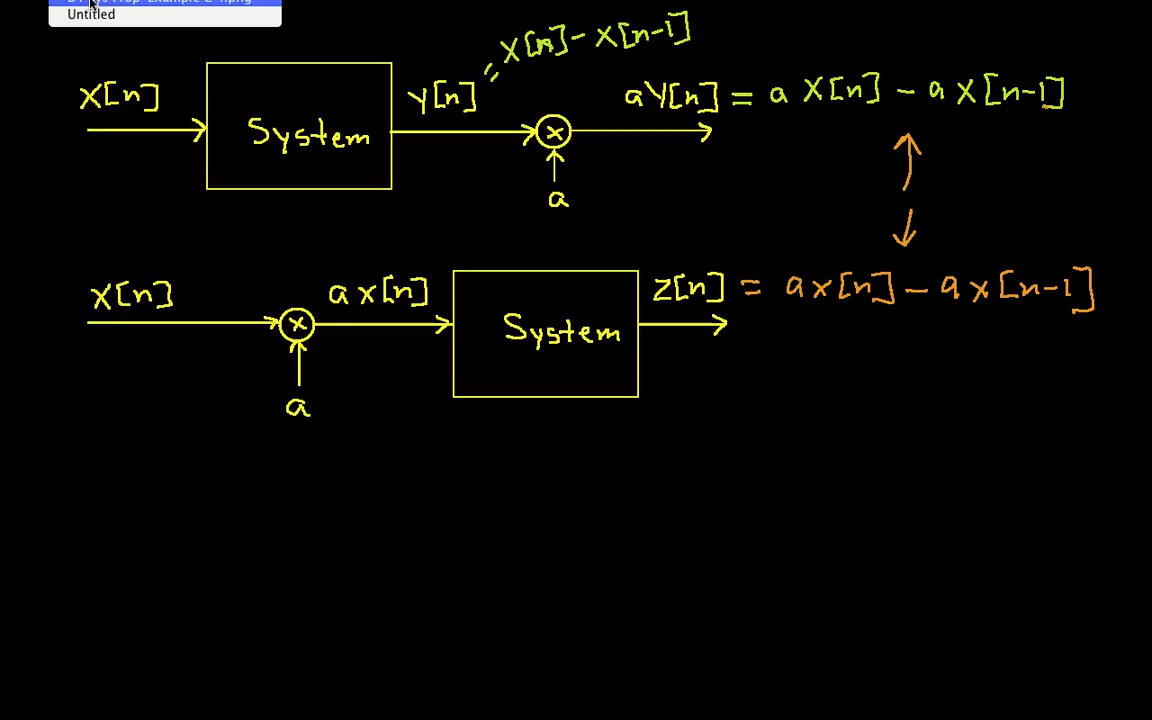 Untitled
= X[n] - X[n-1]
X[n] System y[n] aY[n] = a X[n] - a X[n-1]
x
a
X[n] a x[n] System Z[n] = a x[n] - a x[n-1]
x
a